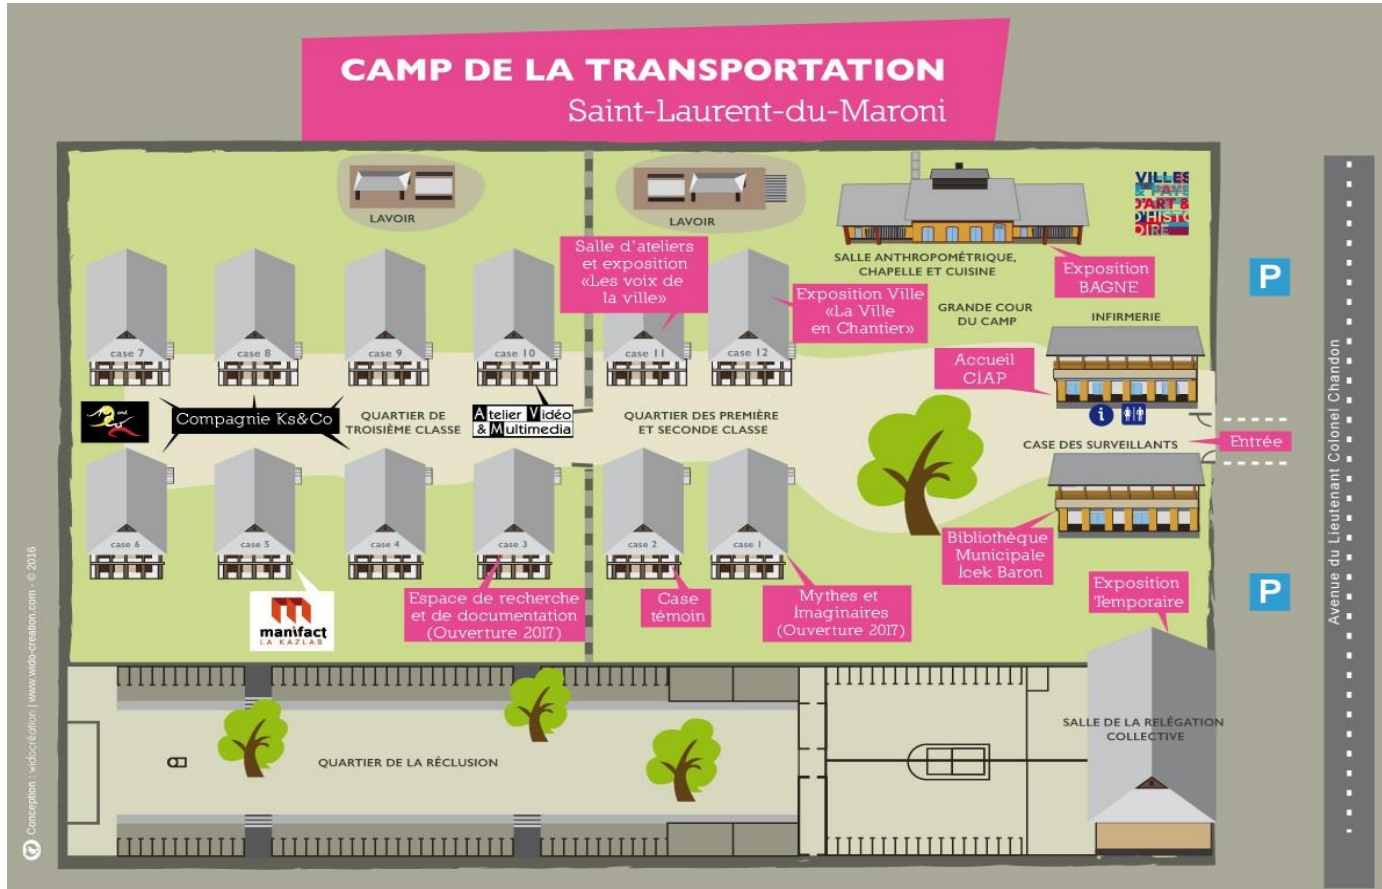 CAMP DE LA TRANSPORTATION
Saint-Laurent-du-Maroni
LAVOIR
LAVOIR
VILLES
& PAYS
D'ART &
D'HISTO
IRE
Salle d'ateliers
et exposition
«Les voix de
la ville»
SALLE ANTHROPOMÉTRIQUE,
CHAPELLE ET CUISINE
Exposition
BAGNE
P
Exposition Ville
«La Ville
en Chantier»
GRANDE COUR
DU CAMP
INFIRMERIE
case 7
case 8
case 9
case 10
case 11
case 12
Accueil
CIAP
Compagnie Ks&Co
QUARTIER DE
TROISIÈME CLASSE
Atelier Vidéo
& Multimedia
QUARTIER DES PREMIÈRE
ET SECONDE CLASSE
i
CASE DES SURVEILLANTS
Entrée
Avenue du Lieutenant Colonel Chandon
case 6
case 5
case 4
case 3
case 2
case 1
Bibliothèque
Municipale
Icek Baron
manifact
LA KAZLAB
Espace de recherche
et de documentation
(Ouverture 2017)
Case
témoin
Mythes et
Imaginaires
(Ouverture 2017)
Exposition
Temporaire
P
SALLE DE LA RELÉGATION
COLLECTIVE
QUARTIER DE LA RÉCLUSION
Conception : widocréation | www.wido-creation.com - © 2016